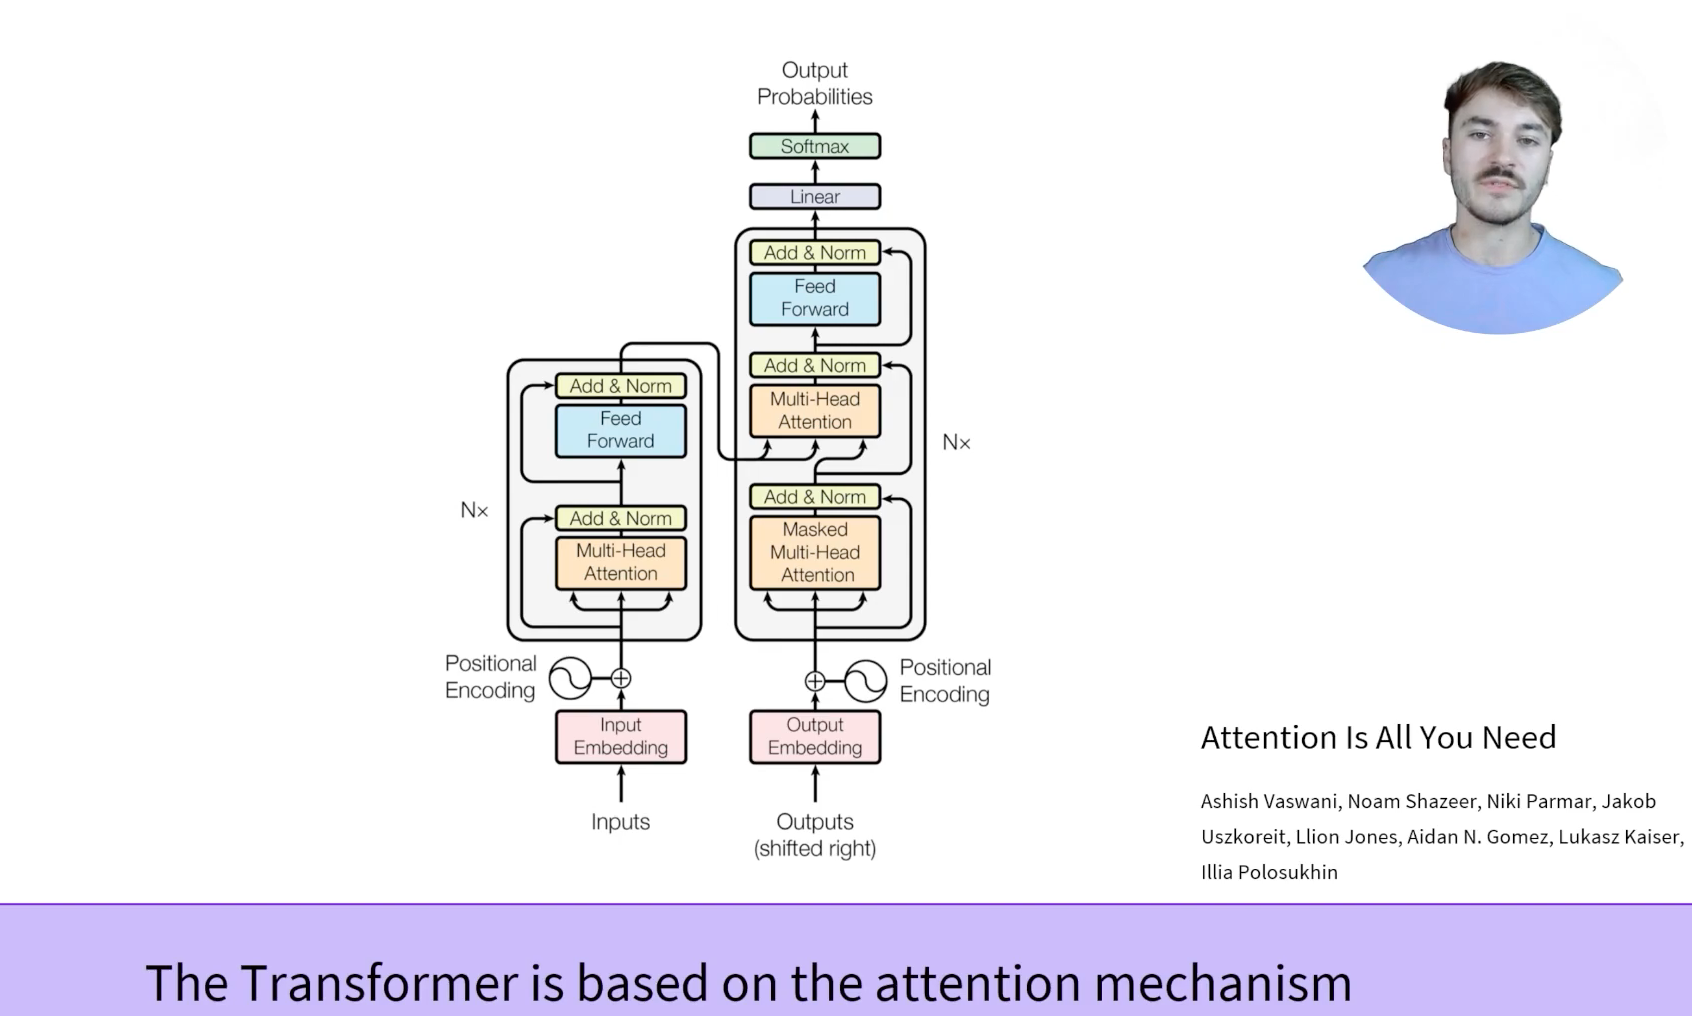 Output
Probabilities
Softmax
Linear
Add & Norm
Feed
Forward
Add & Norm
Multi-Head
Attention
Nx
Add & Norm
Masked
Multi-Head
Attention
Add & Norm
Feed
Forward
Nx
Add & Norm
Multi-Head
Attention
Positional
Encoding
Positional
Encoding
Input
Embedding
Output
Embedding
Inputs
Outputs
(shifted right)
Attention Is All You Need
Ashish Vaswani, Noam Shazeer, Niki Parmar, Jakob
Uszkoreit, Llion Jones, Aidan N. Gomez, Lukasz Kaiser,
Illia Polosukhin
The Transformer is based on the attention mechanism